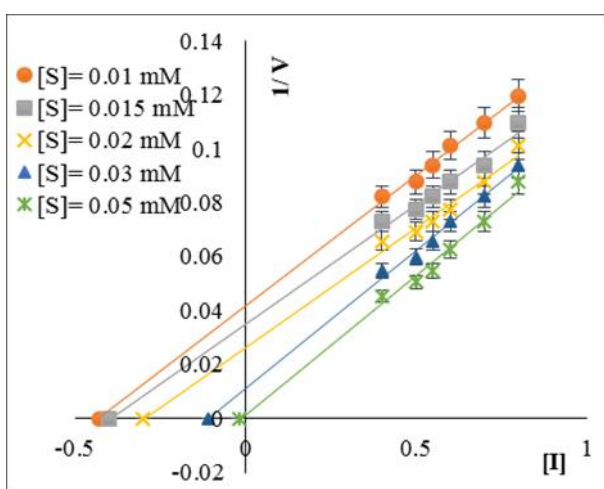 0.14
1/ V
[S]= 0.01 mM
0.12
[S]= 0.015 mM
[S]= 0.02 mM
0.1
[S]= 0.03 mM
0.08
[S]= 0.05 mM
0.06
0.04
0.02
0
-0.5
0
0.5
1
-0.02
[I]